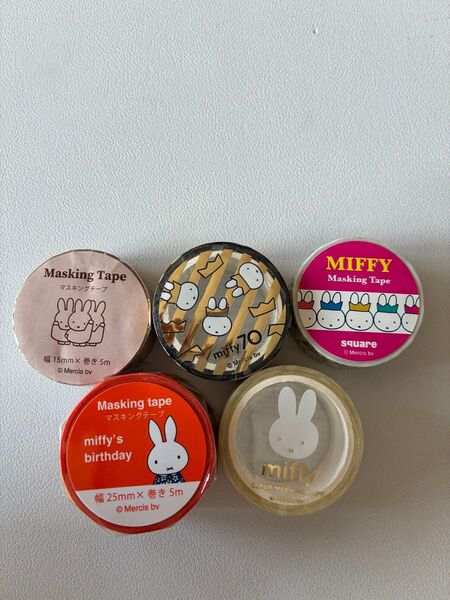 Masking Tape
マスキングテープ
幅 15mm × 巻き 5m
© Mercis bv
miffy70
MIFFY
Masking Tape
square
© Mercis bv
Masking tape
マスキングテープ
miffy's
birthday
幅 25mm × 巻き 5m
© Mercis bv
miffy
CLEAR MASKING